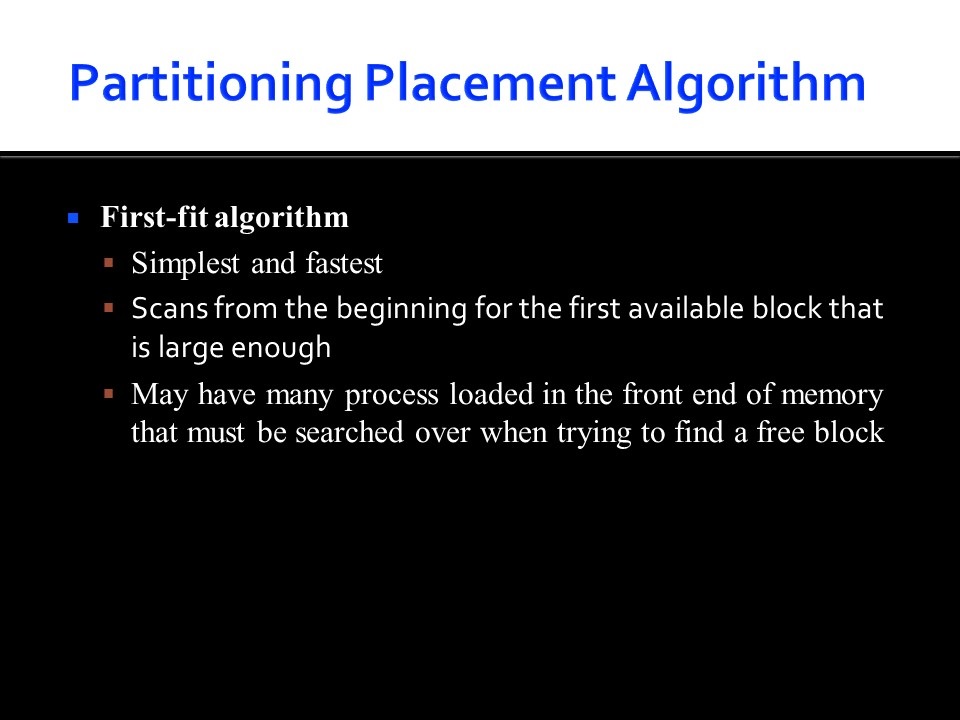 Partitioning Placement Algorithm
First-fit algorithm
Simplest and fastest
Scans from the beginning for the first available block that
is large enough
May have many process loaded in the front end of memory
that must be searched over when trying to find a free block